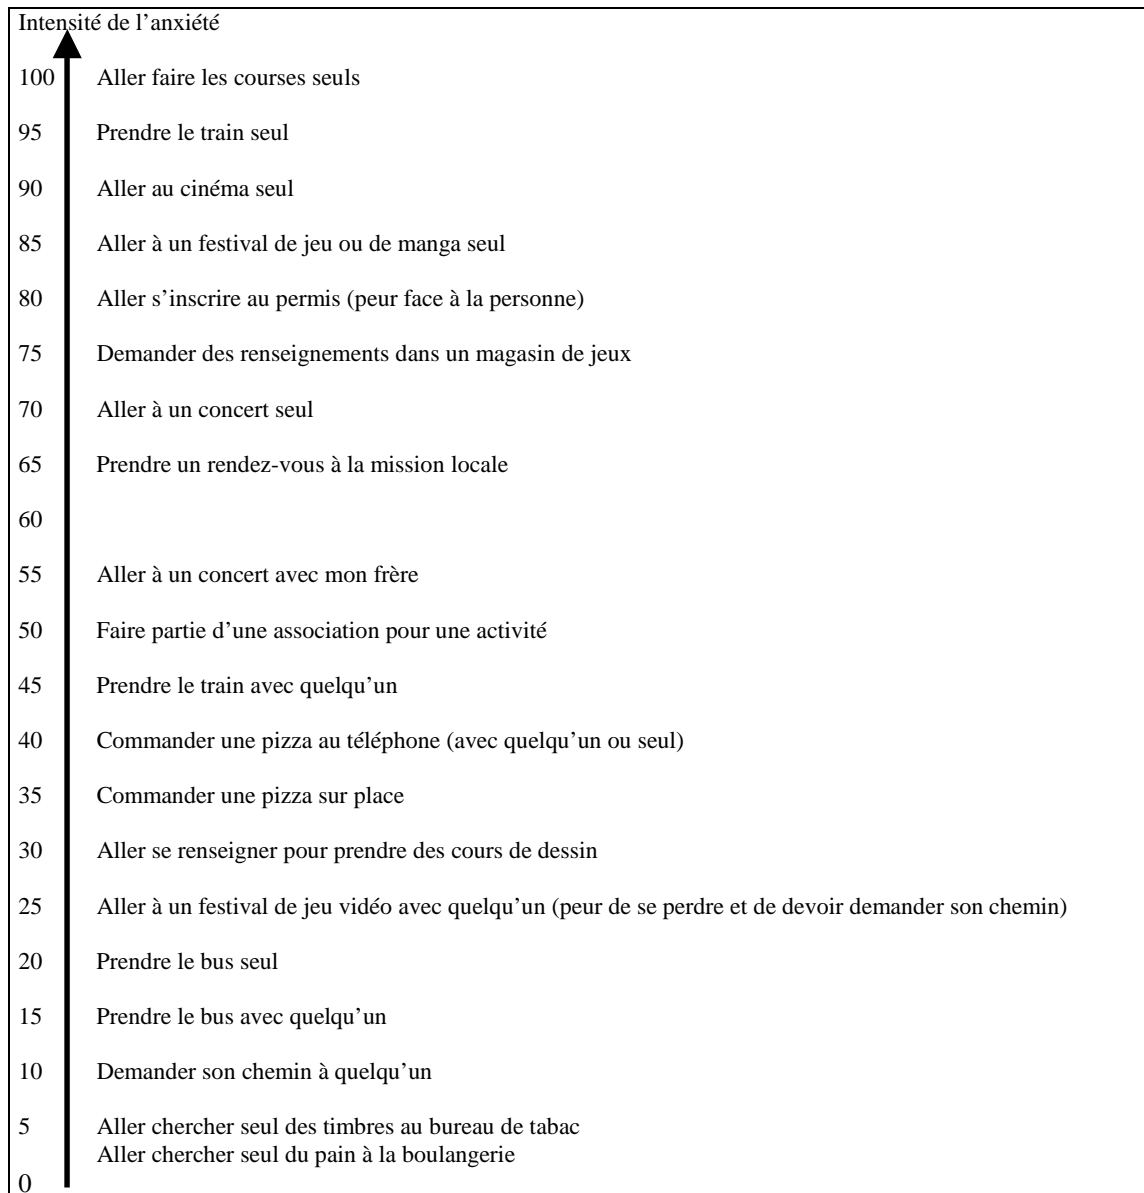 Intensité de l’anxiété
100 Aller faire les courses seuls
95 Prendre le train seul
90 Aller au cinéma seul
85 Aller à un festival de jeu ou de manga seul
80 Aller s’inscrire au permis (peur face à la personne)
75 Demander des renseignements dans un magasin de jeux
70 Aller à un concert seul
65 Prendre un rendez-vous à la mission locale
60
55 Aller à un concert avec mon frère
50 Faire partie d’une association pour une activité
45 Prendre le train avec quelqu’un
40 Commander une pizza au téléphone (avec quelqu’un ou seul)
35 Commander une pizza sur place
30 Aller se renseigner pour prendre des cours de dessin
25 Aller à un festival de jeu vidéo avec quelqu’un (peur de se perdre et de devoir demander son chemin)
20 Prendre le bus seul
15 Prendre le bus avec quelqu’un
10 Demander son chemin à quelqu’un
5 Aller chercher seul des timbres au bureau de tabac
Aller chercher seul du pain à la boulangerie
0